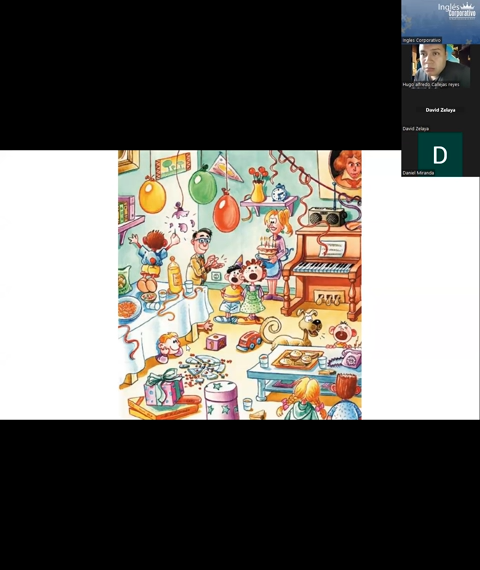 Inglés
Corporativo
Inglés Corporativo
Hugo alfredo Callejas reyes
David Zelaya
David Zelaya
D
Daniel Miranda